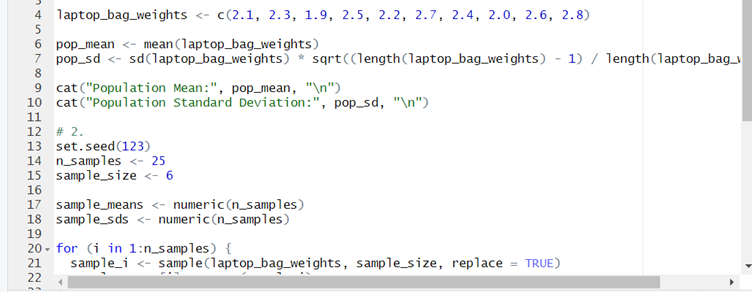 3
4 laptop_bag_weights <- c(2.1, 2.3, 1.9, 2.5, 2.2, 2.7, 2.4, 2.0, 2.6, 2.8)
5
6 pop_mean <- mean(laptop_bag_weights)
7 pop_sd <- sd(laptop_bag_weights) * sqrt((length(laptop_bag_weights) - 1) / length(laptop_bag_w
8
9 cat("Population Mean:", pop_mean, "\n")
10 cat("Population Standard Deviation:", pop_sd, "\n")
11
12 # 2.
13 set.seed(123)
14 n_samples <- 25
15 sample_size <- 6
16
17 sample_means <- numeric(n_samples)
18 sample_sds <- numeric(n_samples)
19
20 for (i in 1:n_sample) {
21 sample_i <- sample(laptop_bag_weights, sample_size, replace = TRUE)
22